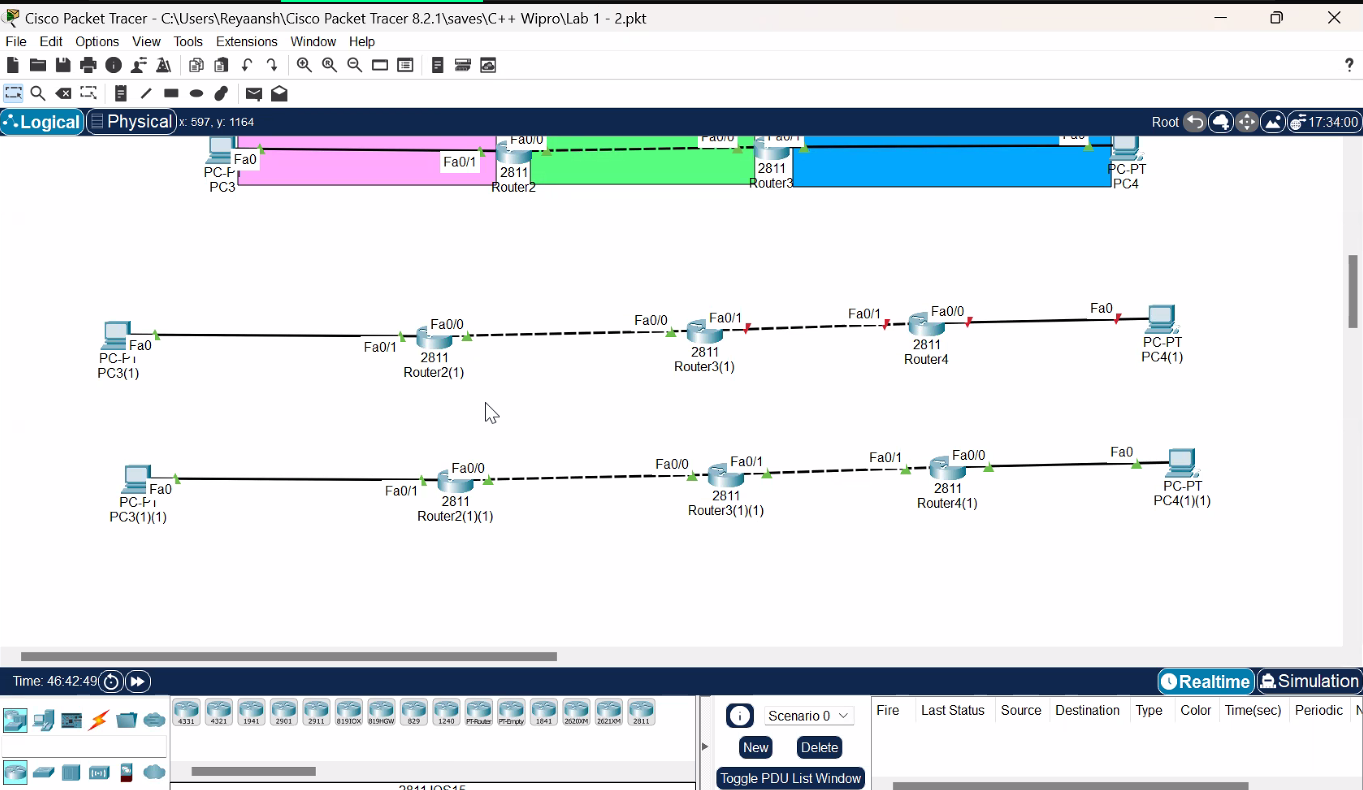 Cisco Packet Tracer - C:\Users\Reyaansh\Cisco Packet Tracer 8.2.1\saves\C++ Wipro\Lab 1 - 2.pkt
File Edit Options View Tools Extensions Window Help
?
Logical Physical x: 597, y: 1164 Root 17:34:00
Fa0/0 Fa0/0 Fa0/1 Fa0
Fa0 Fa0/1
PC-P 2811 2811 PC-PT
PC3 Router2 Router3 PC4
Fa0/0 Fa0/0 Fa0/1 Fa0/1 Fa0/0 Fa0
Fa0 Fa0/1
PC-PT 2811 2811 2811 PC-PT
PC3(1) Router2(1) Router3(1) Router4 PC4(1)
Fa0/0 Fa0/0 Fa0/1 Fa0/1 Fa0/0 Fa0
Fa0 Fa0/1
PC-PT 2811 2811 2811 PC-PT
PC3(1)(1) Router2(1)(1) Router3(1)(1) Router4(1) PC4(1)(1)
Time: 46:42:49 Realtime Simulation
4331 4321 1941 2901 2911 819IOX 819HGW 829 1240 PT-Router PT-Empty 1841 2620XM 2621XM 2811
2811 IOS15
Scenario 0
New Delete
Toggle PDU List Window
Fire Last Status Source Destination Type Color Time(sec) Periodic N